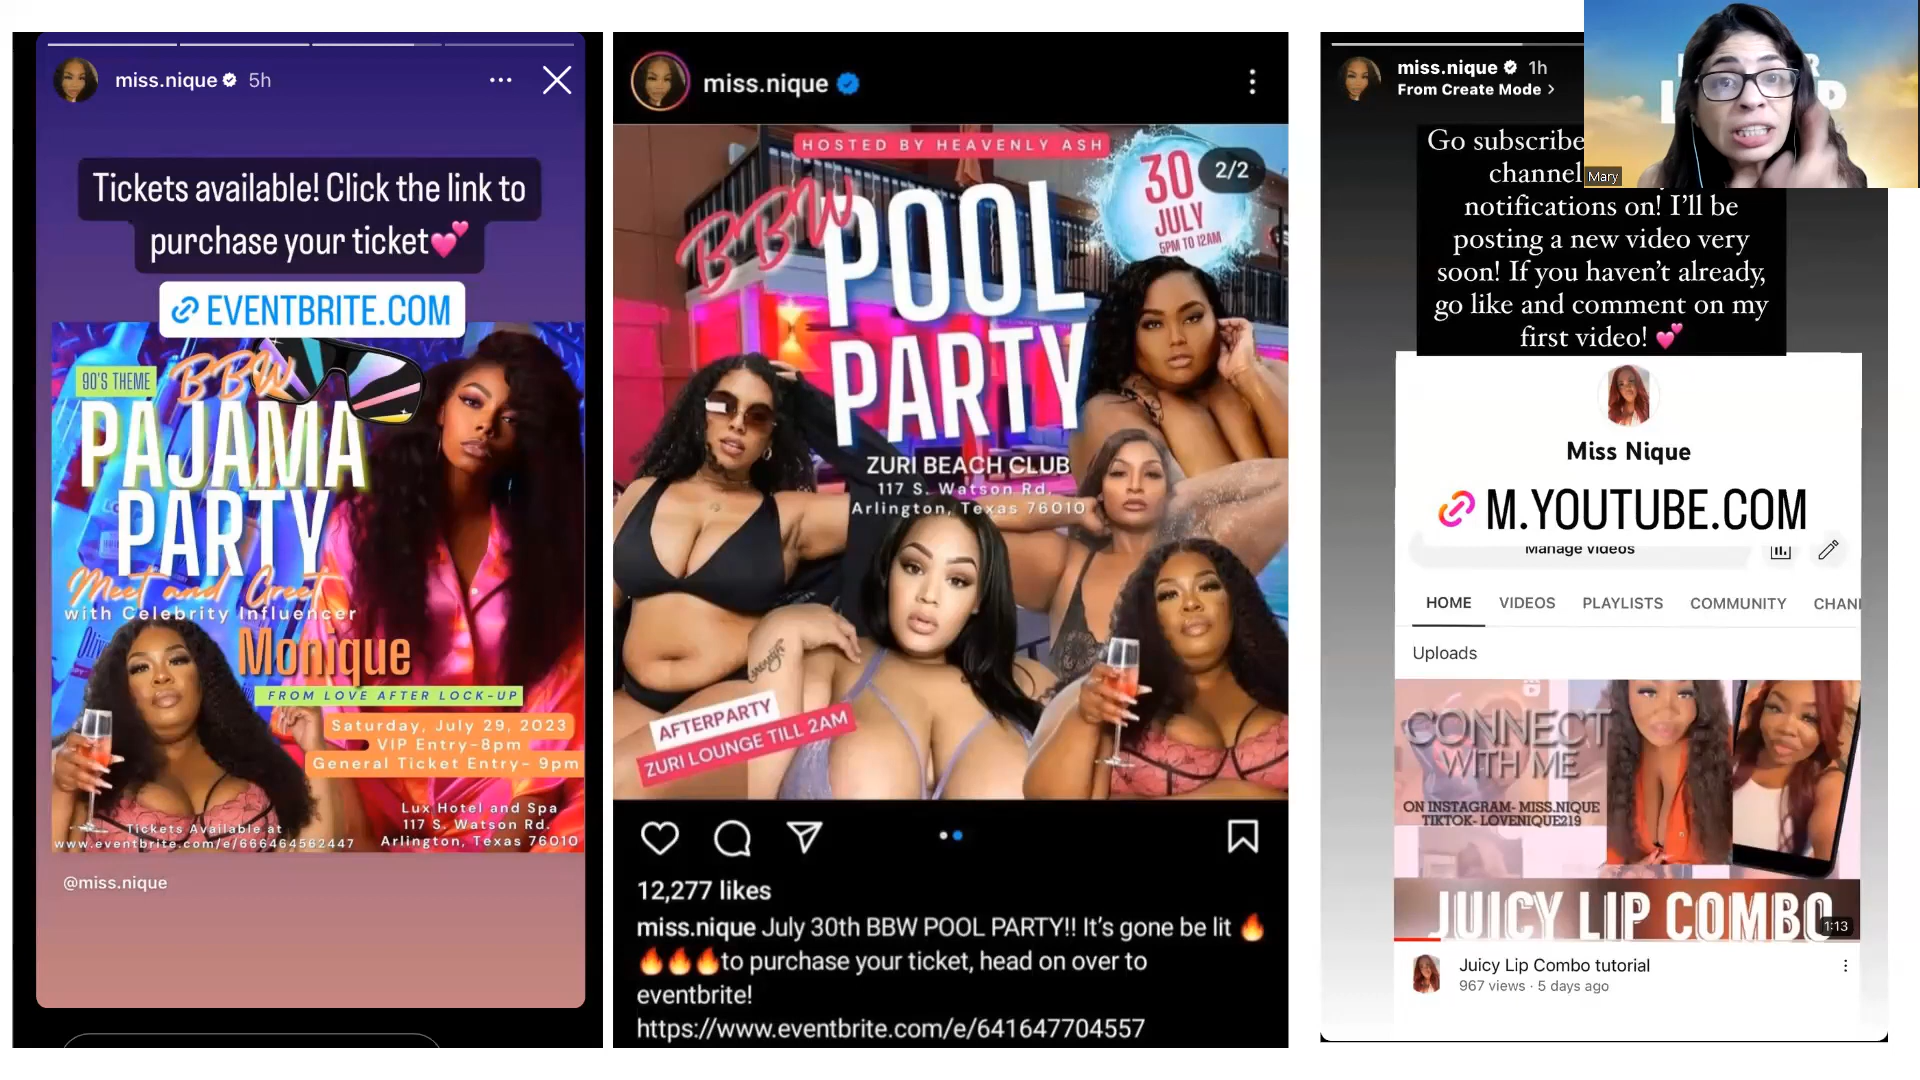 miss.nique 5h
Tickets available! Click the link to
purchase your ticket💕
EVENTBRITE.COM
90'S THEME
BBW
PAJAMA
PARTY
Meet and Greet
with Celebrity Influencer
Monique
FROM LOVE AFTER LOCK-UP
Saturday, July 29, 2023
VIP Entry-8pm
General Ticket Entry- 9pm
Lux Hotel and Spa
117 S. Watson Rd.
Arlington, Texas 76010
Tickets Available at
www.eventbrite.com/e/666464562447
@miss.nique
miss.nique
HOSTED BY HEAVENLY ASH
2/2
30
JULY
5PM TO 12AM
BBW
POOL
PARTY
ZURI BEACH CLUB
117 S. Watson Rd,
Arlington, Texas 76010
AFTERPARTY
ZURI LOUNGE TILL 2AM
12,277 likes
miss.nique July 30th BBW POOL PARTY!! It's gone be lit 🔥
🔥🔥🔥to purchase your ticket, head on over to
eventbrite!
https://www.eventbrite.com/e/641647704557
miss.nique 1h
From Create Mode >
Go subscribe
channel
notifications on! I'll be
posting a new video very
soon! If you haven't already,
go like and comment on my
first video! 💕
Mary
Miss Nique
M.YOUTUBE.COM
Manage videos
HOME VIDEOS PLAYLISTS COMMUNITY CHAN
Uploads
CONNECT
WITH ME
ON INSTAGRAM- MISS.NIQUE
TIKTOK- LOVENIQUE219
JUICY LIP COMBO
1:13
Juicy Lip Combo tutorial
967 views · 5 days ago